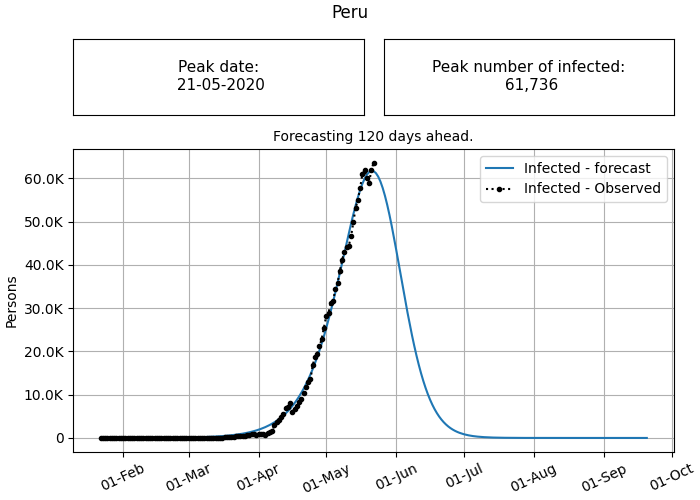 Peru
Peak date:
21-05-2020
Peak number of infected:
61,736
Forecasting 120 days ahead.
Infected - forecast
Infected - Observed
Persons
60.0K
50.0K
40.0K
30.0K
20.0K
10.0K
0
01-Feb
01-Mar
01-Apr
01-May
01-Jun
01-Jul
01-Aug
01-Sep
01-Oct